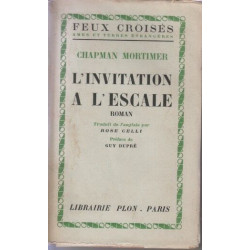 FEUX CROISÉS
AMES ET TERRES ÉTRANGÈRES
CHAPMAN MORTIMER
L'INVITATION
A L'ESCALE
ROMAN
Traduit de l'anglais par
ROSE CELLI
Préface de
GUY DUPRÉ
LIBRAIRIE PLON - PARIS